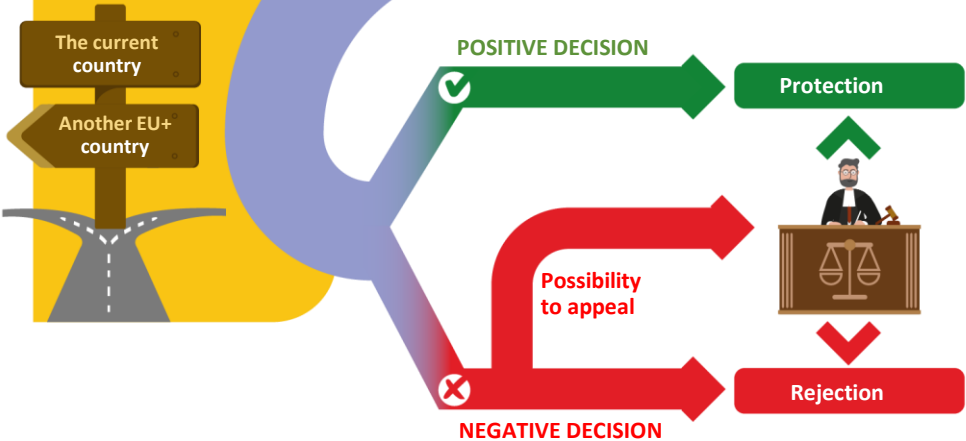 The current
country
Another EU+
country
POSITIVE DECISION
Protection
Possibility
to appeal
Rejection
NEGATIVE DECISION